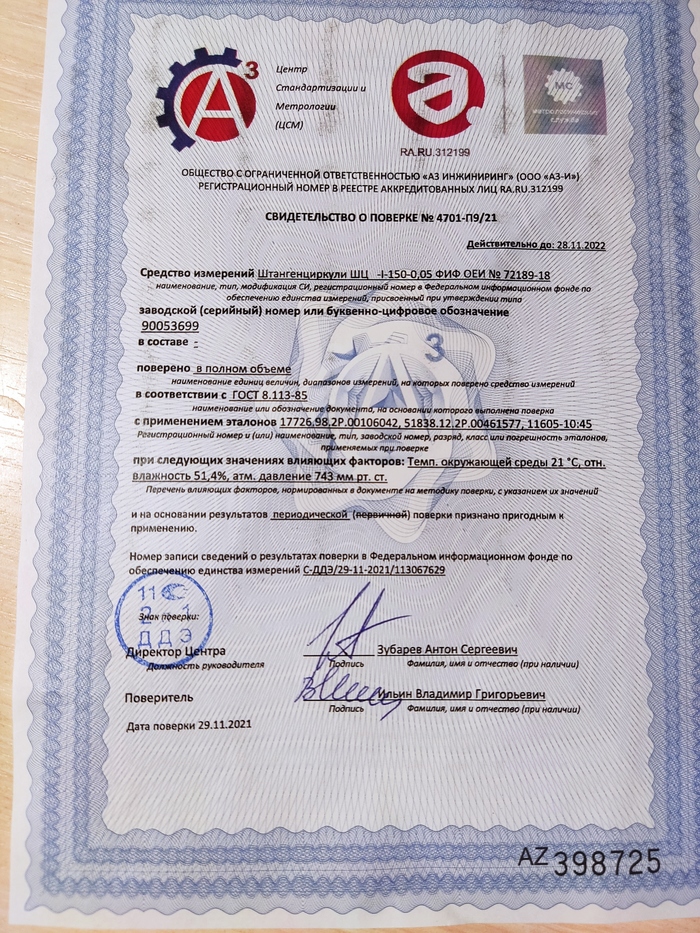 А
3
Центр
Стандартизации и
Метрологии
(ЦСМ)
a
RA.RU.312199
МС
метрологическая
служба
ОБЩЕСТВО С ОГРАНИЧЕННОЙ ОТВЕТСТВЕННОСТЬЮ «АЗ ИНЖИНИРИНГ» (ООО «АЗ-И»)
РЕГИСТРАЦИОННЫЙ НОМЕР В РЕЕСТРЕ АККРЕДИТОВАННЫХ ЛИЦ RA.RU.312199
СВИДЕТЕЛЬСТВО О ПОВЕРКЕ № 4701-П9/21
Действительно до: 28.11.2022
Средство измерений Штангенциркули ШЦ -I-150-0,05 ФИФ ОЕИ № 72189-18
наименование, тип, модификация СИ, регистрационный номер в Федеральном информационном фонде по
обеспечению единства измерений, присвоенный при утверждении типа
заводской (серийный) номер или буквенно-цифровое обозначение
90053699
в составе -
поверено в полном объеме
наименование единиц величин, диапазонов измерений, на которых поверено средство измерений
в соответствии с ГОСТ 8.113-85
наименование или обозначение документа, на основании которого выполнена поверка
с применением эталонов 17726.98.2Р.00106042, 51838.12.2Р.00461577, 11605-10:45
Регистрационный номер и (или) наименование, тип, заводской номер, разряд, класс или погрешность эталонов,
применяемых при поверке
при следующих значениях влияющих факторов: Темп. окружающей среды 21 °С, отн.
влажность 51,4%, атм. давление 743 мм рт. ст.
Перечень влияющих факторов, нормированных в документе на методику поверки, с указанием их значений
и на основании результатов периодической (первичной) поверки признано пригодным к
применению.
Номер записи сведений о результатах поверки в Федеральном информационном фонде по
обеспечению единства измерений С-ДДЭ/29-11-2021/113067629
11
Знак поверки:
2 1
ДДЭ
Директор Центра
Зубарев Антон Сергеевич
Должность руководителя
Подпись
Фамилия, имя и отчество (при наличии)
Поверитель
Ильин Владимир Григорьевич
Подпись
Фамилия, имя и отчество (при наличии)
Дата поверки 29.11.2021
AZ 398725